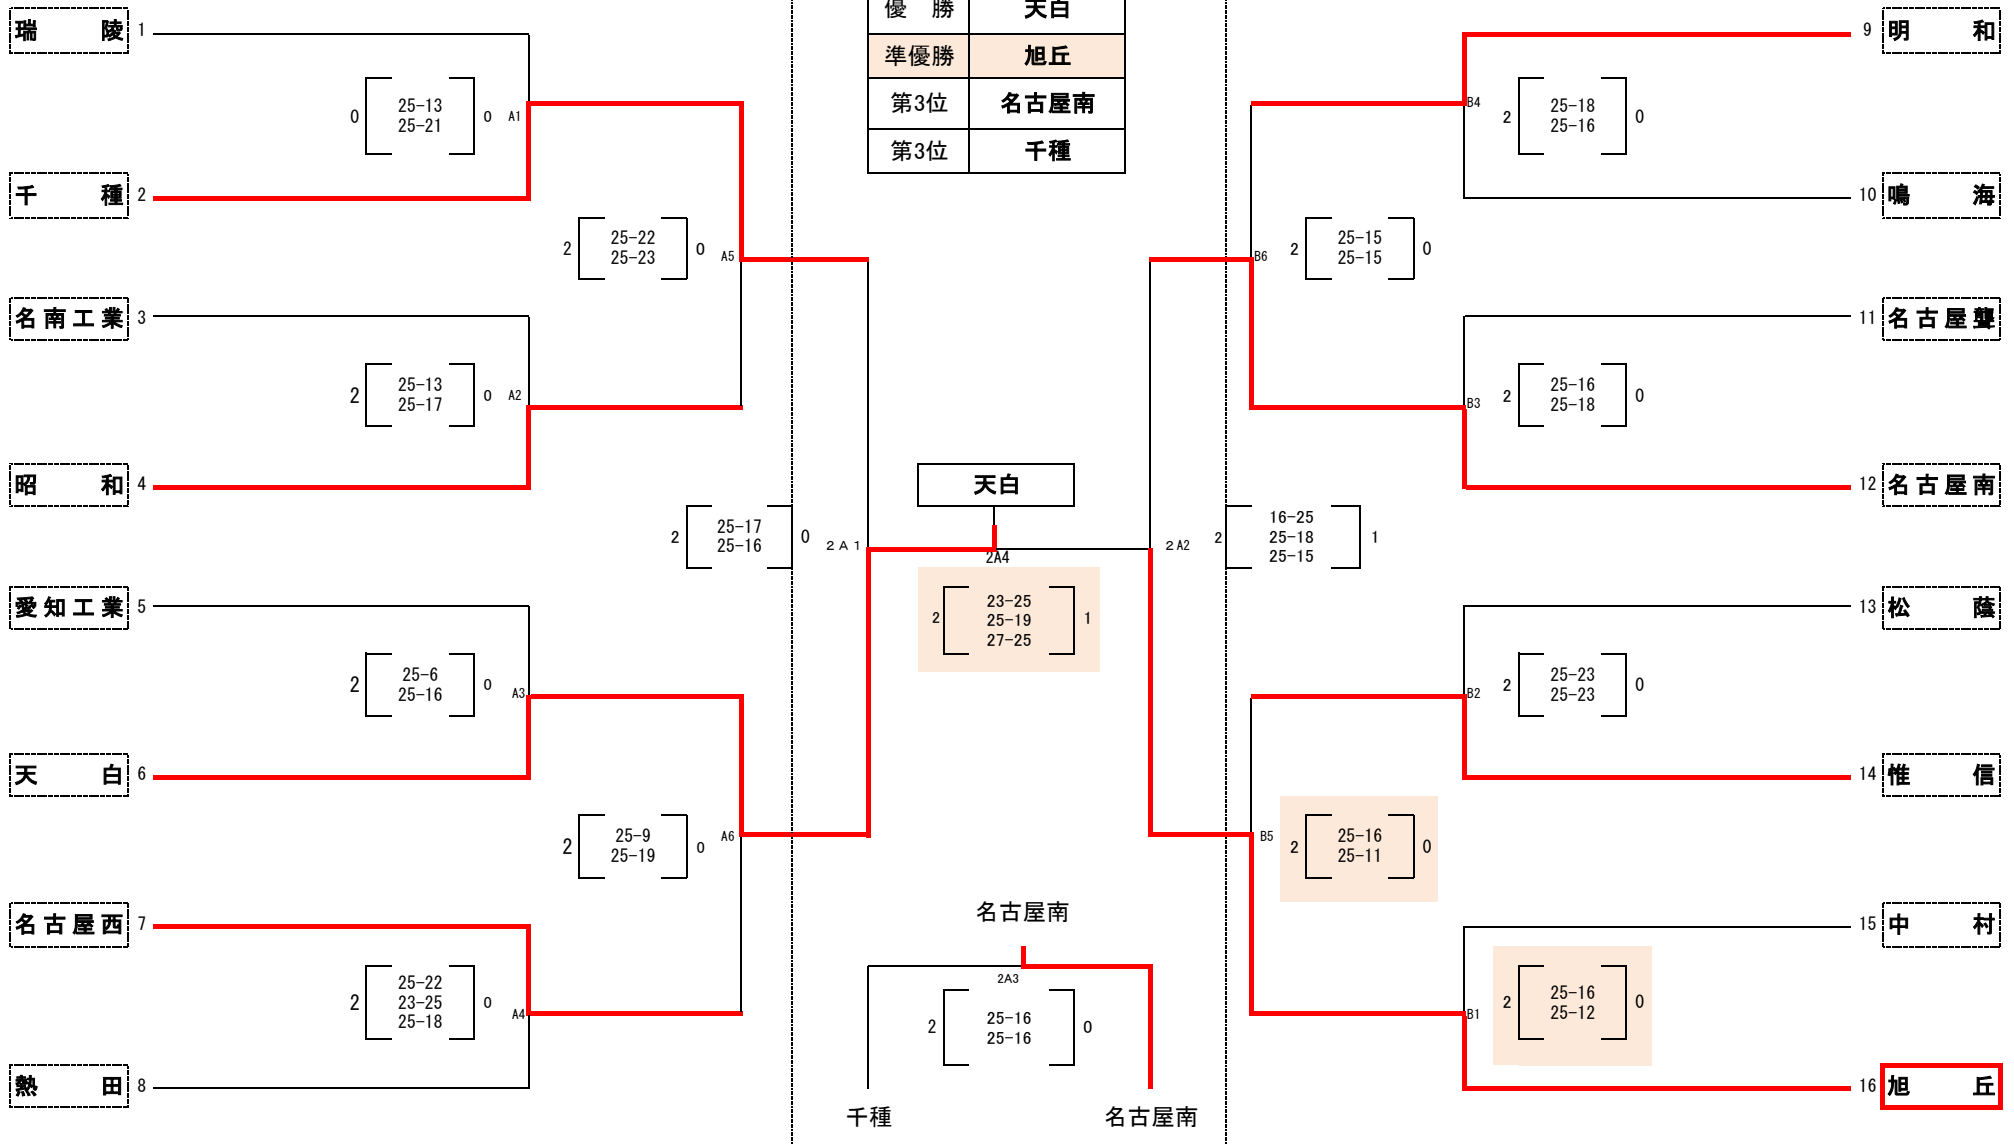 優　勝 天白
準優勝 旭丘
第3位 名古屋南
第3位 千種
瑞陵 1
0 25-13 0 A1
25-21
千種 2
2 25-22 0 A5
25-23
名南工業 3
2 25-13 0 A2
25-17
昭和 4
2 25-17 0 2A1
25-16
愛知工業 5
2 25-6 0 A3
25-16
天白 6
2 25-9 0 A6
25-19
名古屋西 7
2 25-22 0 A4
23-25
25-18
熱田 8
天白
2A4
2 23-25 1
25-19
27-25
名古屋南
2A3
2 25-16 0
25-16
千種 名古屋南
9 明和
B4 2 25-18 0
25-16
10 鳴海
B6 2 25-15 0
25-15
11 名古屋聾
B3 2 25-16 0
25-18
12 名古屋南
2A2 2 16-25 1
25-18
25-15
13 松蔭
B2 2 25-23 0
25-23
14 惟信
B5 2 25-16 0
25-11
15 中村
B1 2 25-16 0
25-12
16 旭丘